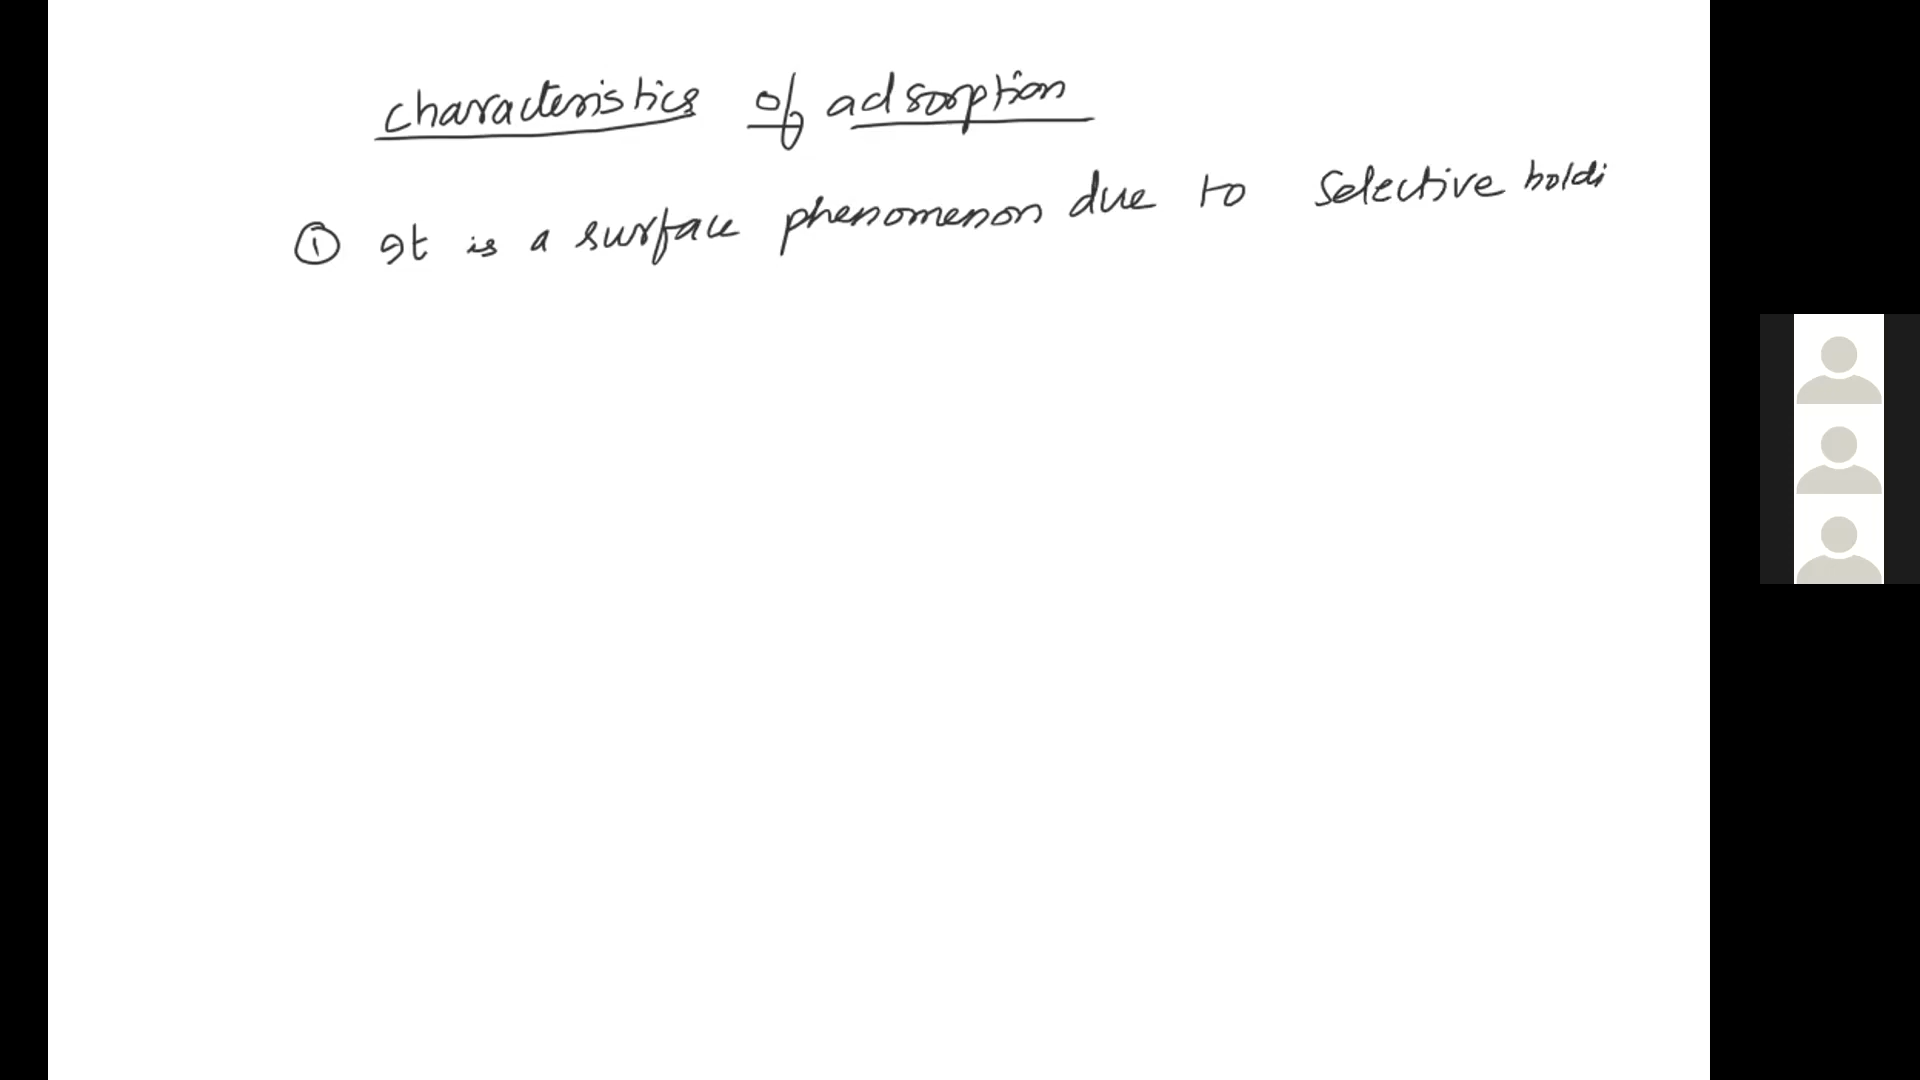 characteristics of adsorption
① It is a surface phenomenon due to selective holdi